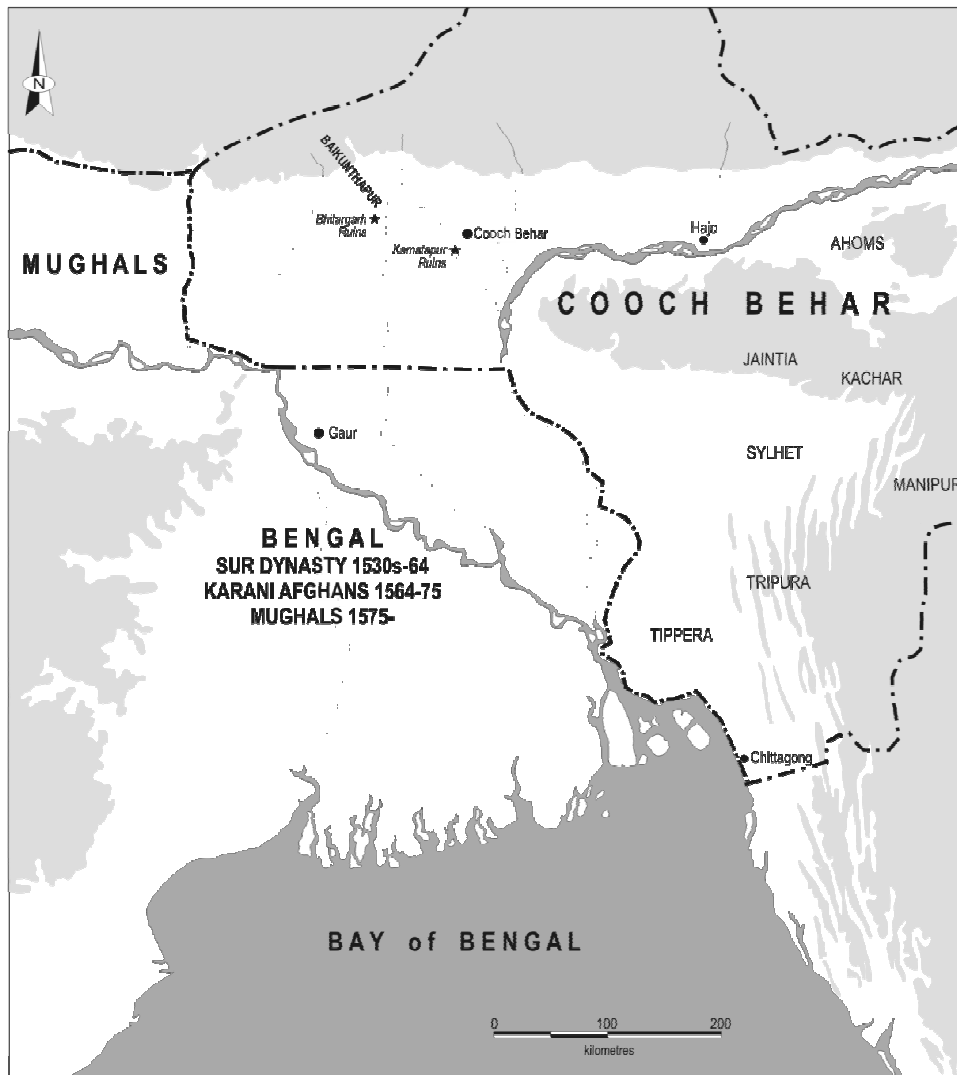 N
BAIKUNTHAPUR
Bhitargarh
Ruins
Cooch Behar
Kamatapur
Ruins
Hajo
AHOMS
MUGHALS
COOCH BEHAR
JAINTIA
KACHAR
Gaur
SYLHET
MANIPUR
BENGAL
SUR DYNASTY 1530s-64
KARANI AFGHANS 1564-75
MUGHALS 1575-
TRIPURA
TIPPERA
Chittagong
BAY of BENGAL
0 100 200
kilometres